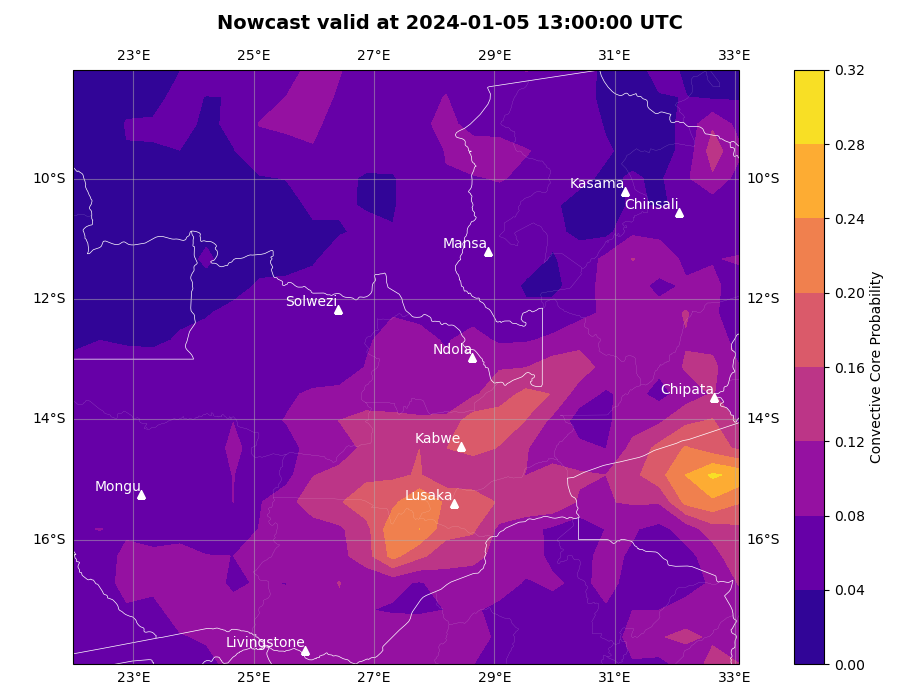 Nowcast valid at 2024-01-05 13:00:00 UTC
23°E 25°E 27°E 29°E 31°E 33°E
0.32
0.28
0.24
0.20
0.16
0.12
0.08
0.04
0.00
Convective Core Probability
10°S 10°S
12°S 12°S
14°S 14°S
16°S 16°S
Kasama
Chinsali
Mansa
Solwezi
Ndola
Chipata
Kabwe
Mongu
Lusaka
Livingstone
23°E 25°E 27°E 29°E 31°E 33°E